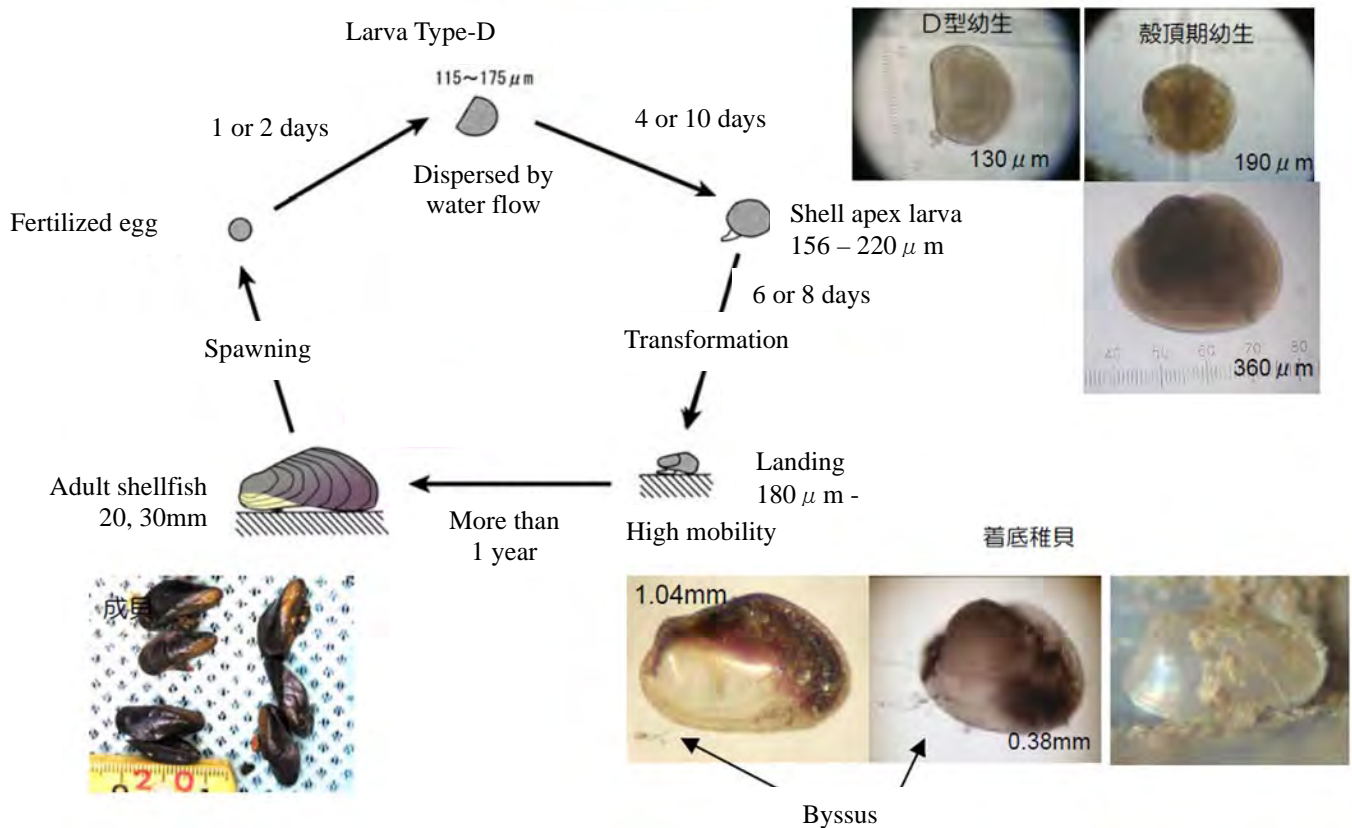 Larva Type-D
115～175μm
1 or 2 days
4 or 10 days
Dispersed by
water flow
Fertilized egg
Shell apex larva
156 – 220 μ m
6 or 8 days
Spawning
Transformation
Adult shellfish
20, 30mm
Landing
180 μ m -
More than
1 year
High mobility
D型幼生
130 μ m
殻頂期幼生
190 μ m
40 50 60 70 80
360 μ m
着底稚貝
成貝
2 0
1.04mm
0.38mm
Byssus